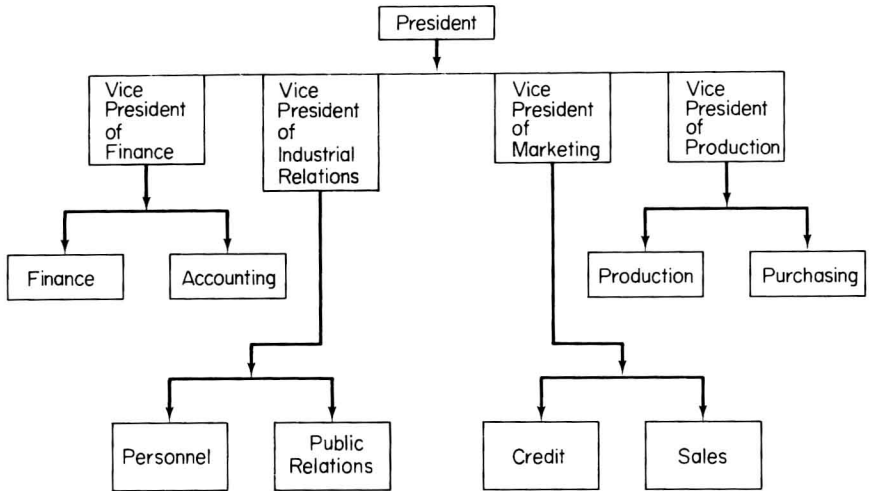 President
Vice
President
of
Finance
Vice
President
of
Industrial
Relations
Vice
President
of
Marketing
Vice
President
of
Production
Finance
Accounting
Production
Purchasing
Personnel
Public
Relations
Credit
Sales